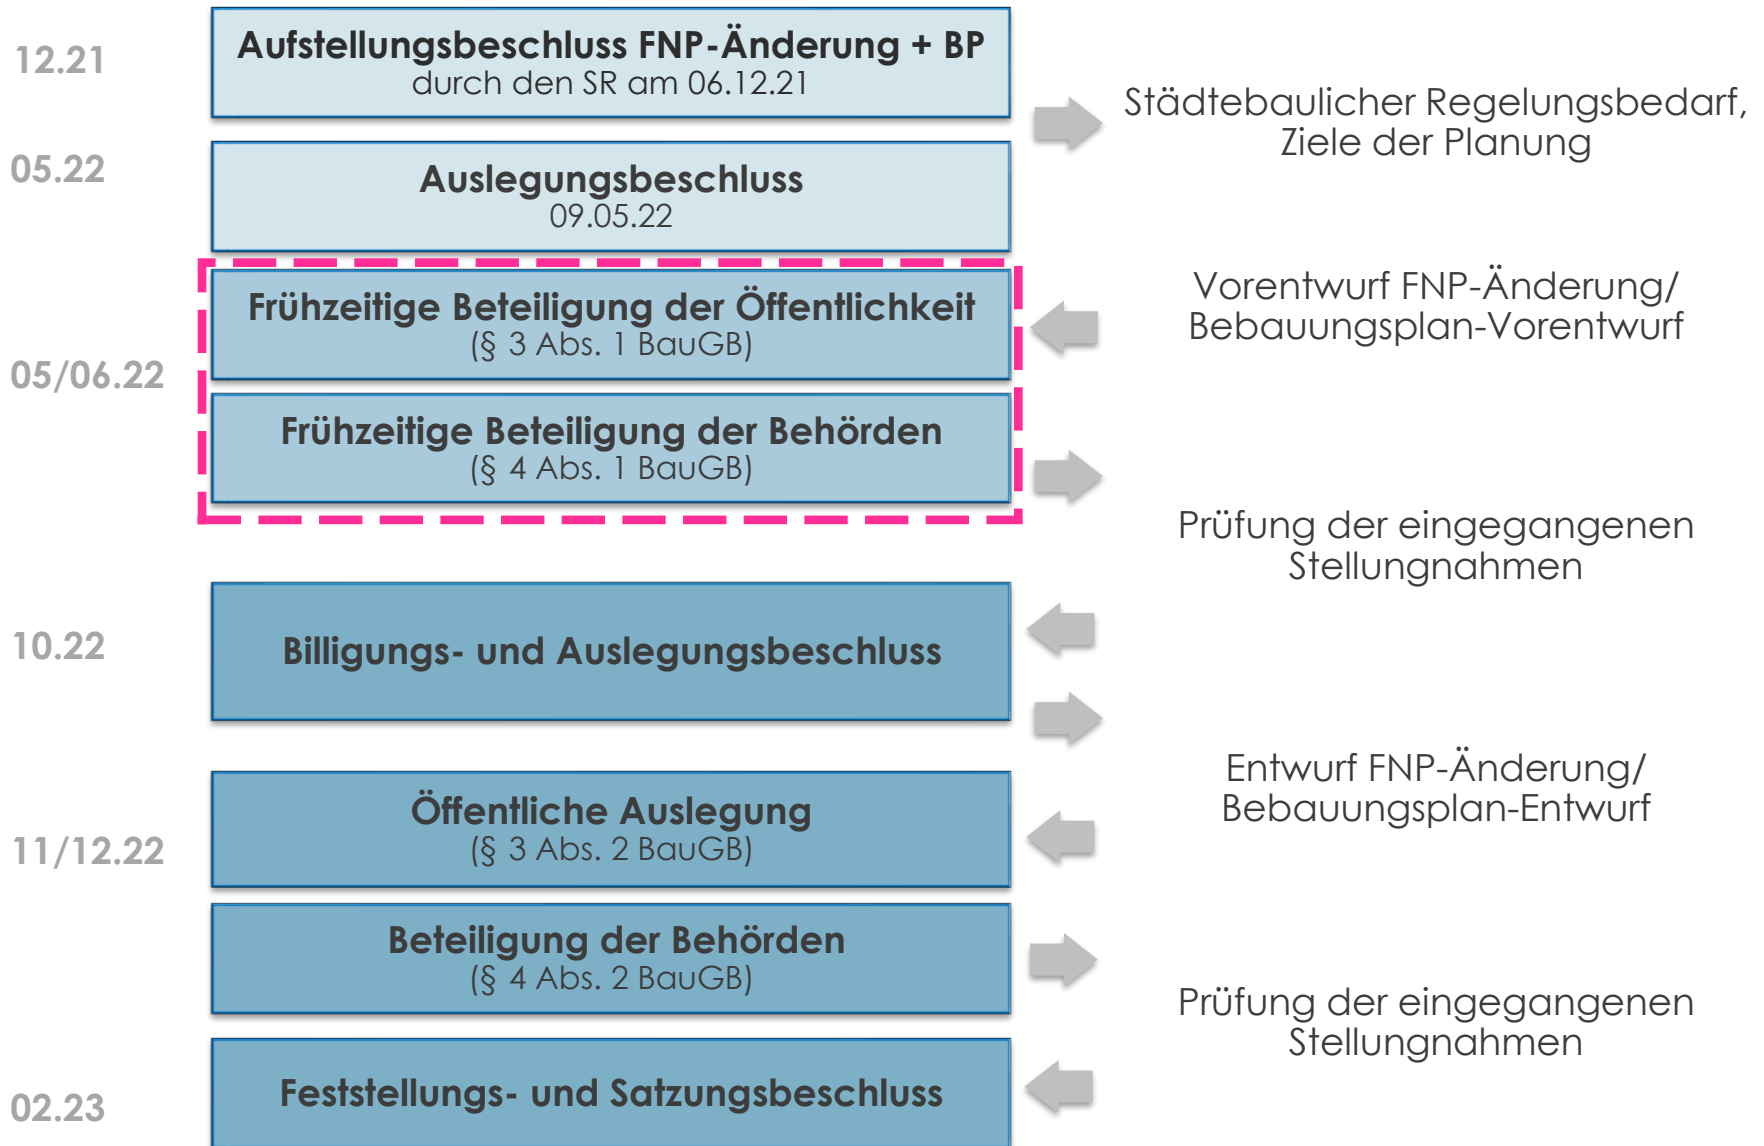 12.21
Aufstellungsbeschluss FNP-Änderung + BP
durch den SR am 06.12.21
Städtebaulicher Regelungsbedarf,
Ziele der Planung
05.22
Auslegungsbeschluss
09.05.22
05/06.22
Frühzeitige Beteiligung der Öffentlichkeit
(§ 3 Abs. 1 BauGB)
Vorentwurf FNP-Änderung/
Bebauungsplan-Vorentwurf
Frühzeitige Beteiligung der Behörden
(§ 4 Abs. 1 BauGB)
Prüfung der eingegangenen
Stellungnahmen
10.22
Billigungs- und Auslegungsbeschluss
Entwurf FNP-Änderung/
Bebauungsplan-Entwurf
11/12.22
Öffentliche Auslegung
(§ 3 Abs. 2 BauGB)
Beteiligung der Behörden
(§ 4 Abs. 2 BauGB)
Prüfung der eingegangenen
Stellungnahmen
02.23
Feststellungs- und Satzungsbeschluss